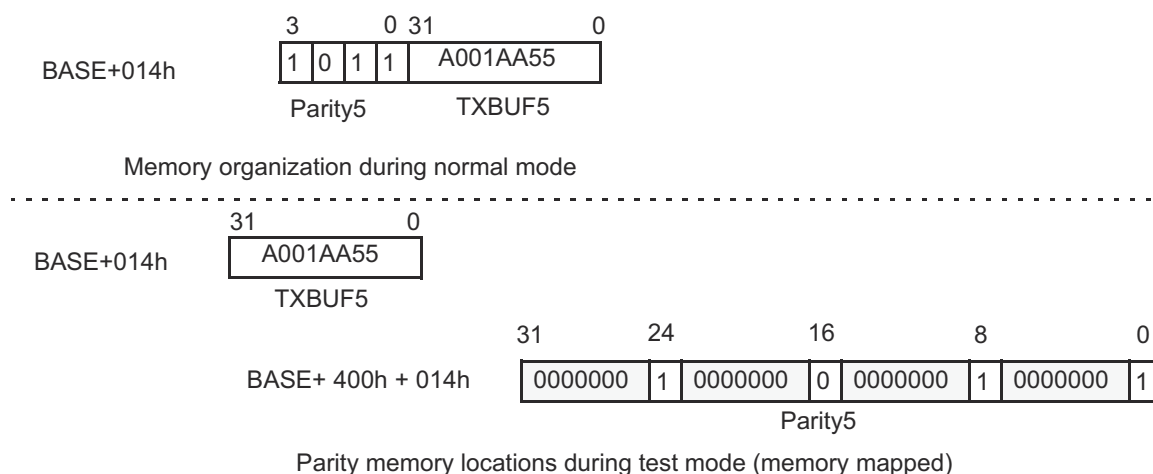 3 0 31 0
BASE+014h 1 0 1 1 A001AA55
Parity5 TXBUF5
Memory organization during normal mode
31 0
BASE+014h A001AA55
TXBUF5
31 24 16 8 0
BASE+ 400h + 014h 0000000 1 0000000 0 0000000 1 0000000 1
Parity5
Parity memory locations during test mode (memory mapped)